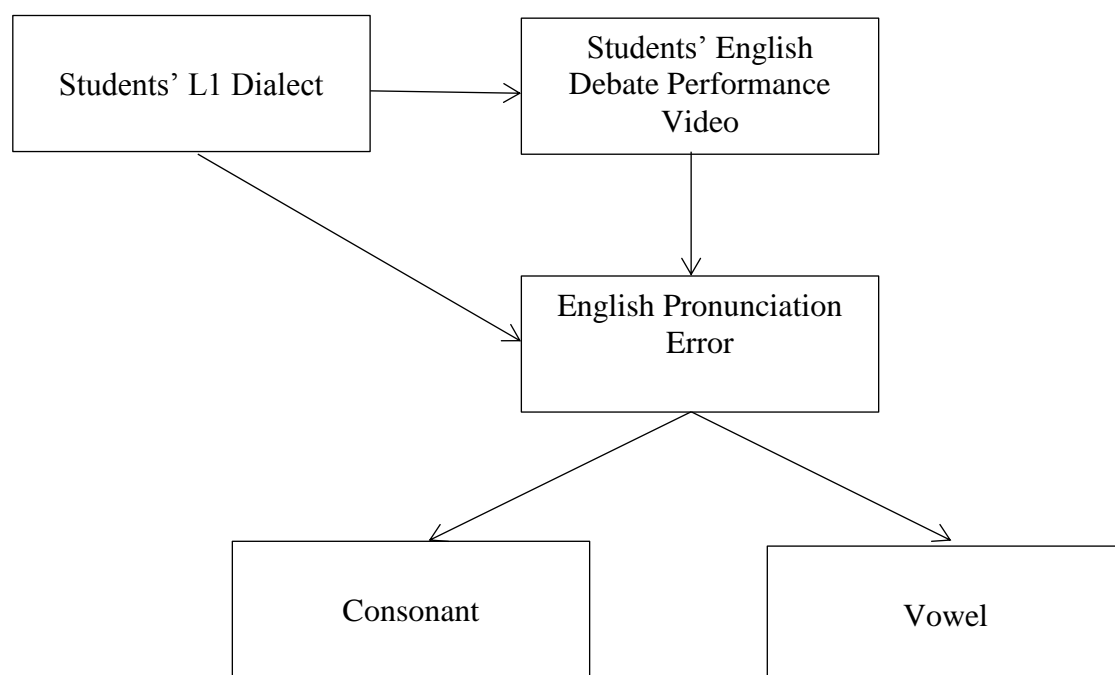 Students’ L1 Dialect
Students’ English
Debate Performance
Video
English Pronunciation
Error
Consonant
Vowel